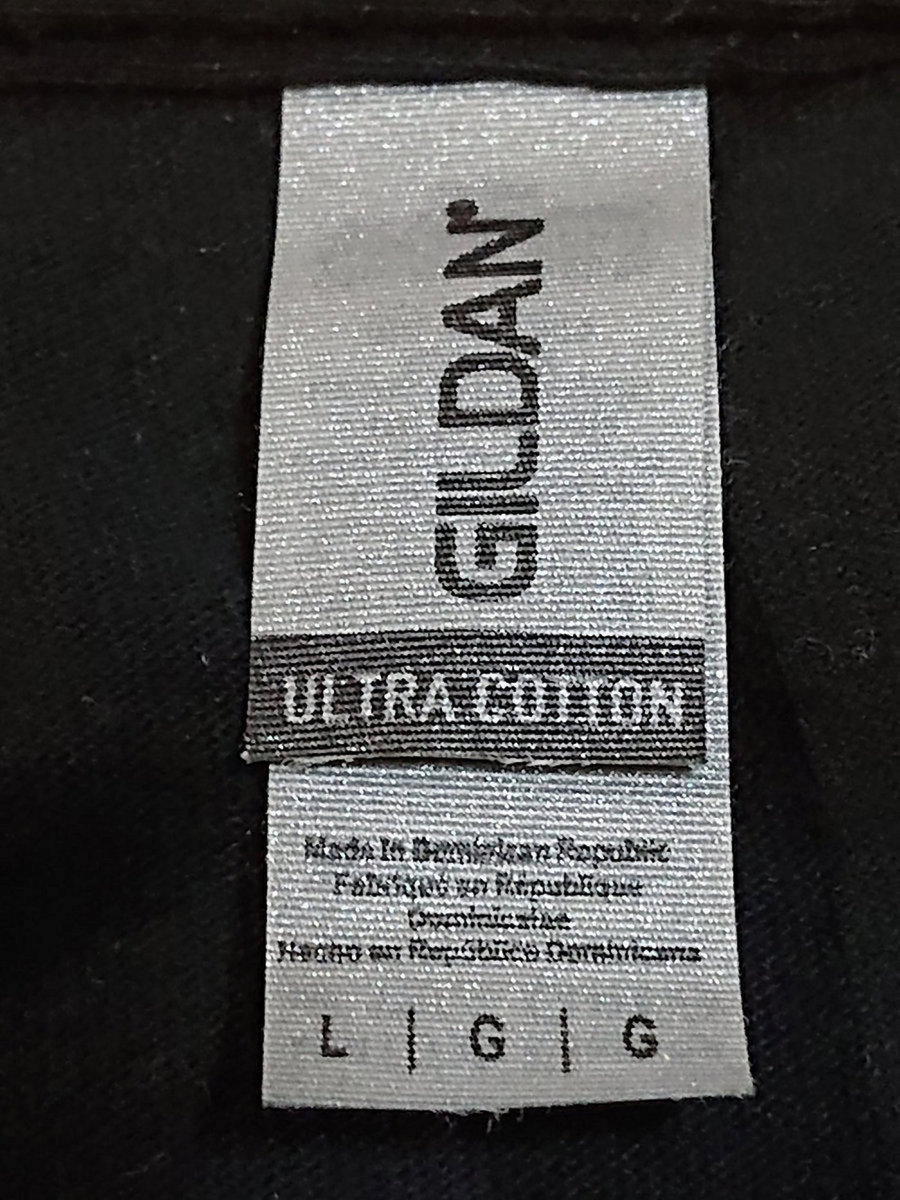 GILDAN
ULTRA COTTON
Made in Dominican Republic
Fabriqué en République
Dominicaine
Hecho en República Dominicana
L | G | G